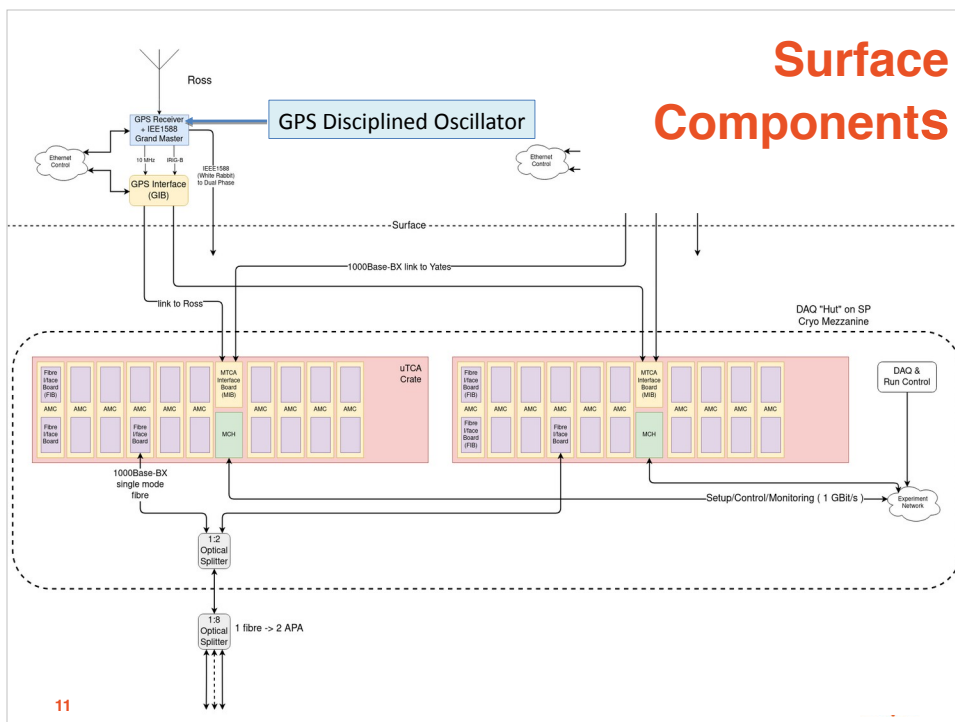 Surface
Components
Ross
GPS Receiver
+ IEE1588
Grand Master
GPS Disciplined Oscillator
Ethernet
Control
10 MHz
IRIG-B
IEEE1588
(White Rabbit)
to Dual Phase
Ethernet
Control
GPS Interface
(GIB)
Surface
1000Base-BX link to Yates
link to Ross
DAQ "Hut" on SP
Cryo Mezzanine
Fibre
I/face
Board
(FIB)
MTCA
Interface
Board
(MIB)
uTCA
Crate
AMC
AMC
AMC
AMC
AMC
AMC
AMC
AMC
AMC
Fibre
I/face
Board
Fibre
I/face
Board
MCH
Fibre
I/face
Board
(FIB)
MTCA
Interface
Board
(MIB)
AMC
AMC
AMC
AMC
AMC
AMC
AMC
AMC
AMC
Fibre
I/face
Board
(FIB)
Fibre
I/face
Board
MCH
DAQ &
Run Control
1000Base-BX
single mode
fibre
Setup/Control/Monitoring ( 1 GBit/s )
Experiment
Network
1:2
Optical
Splitter
1:8
Optical
Splitter
1 fibre -> 2 APA
11